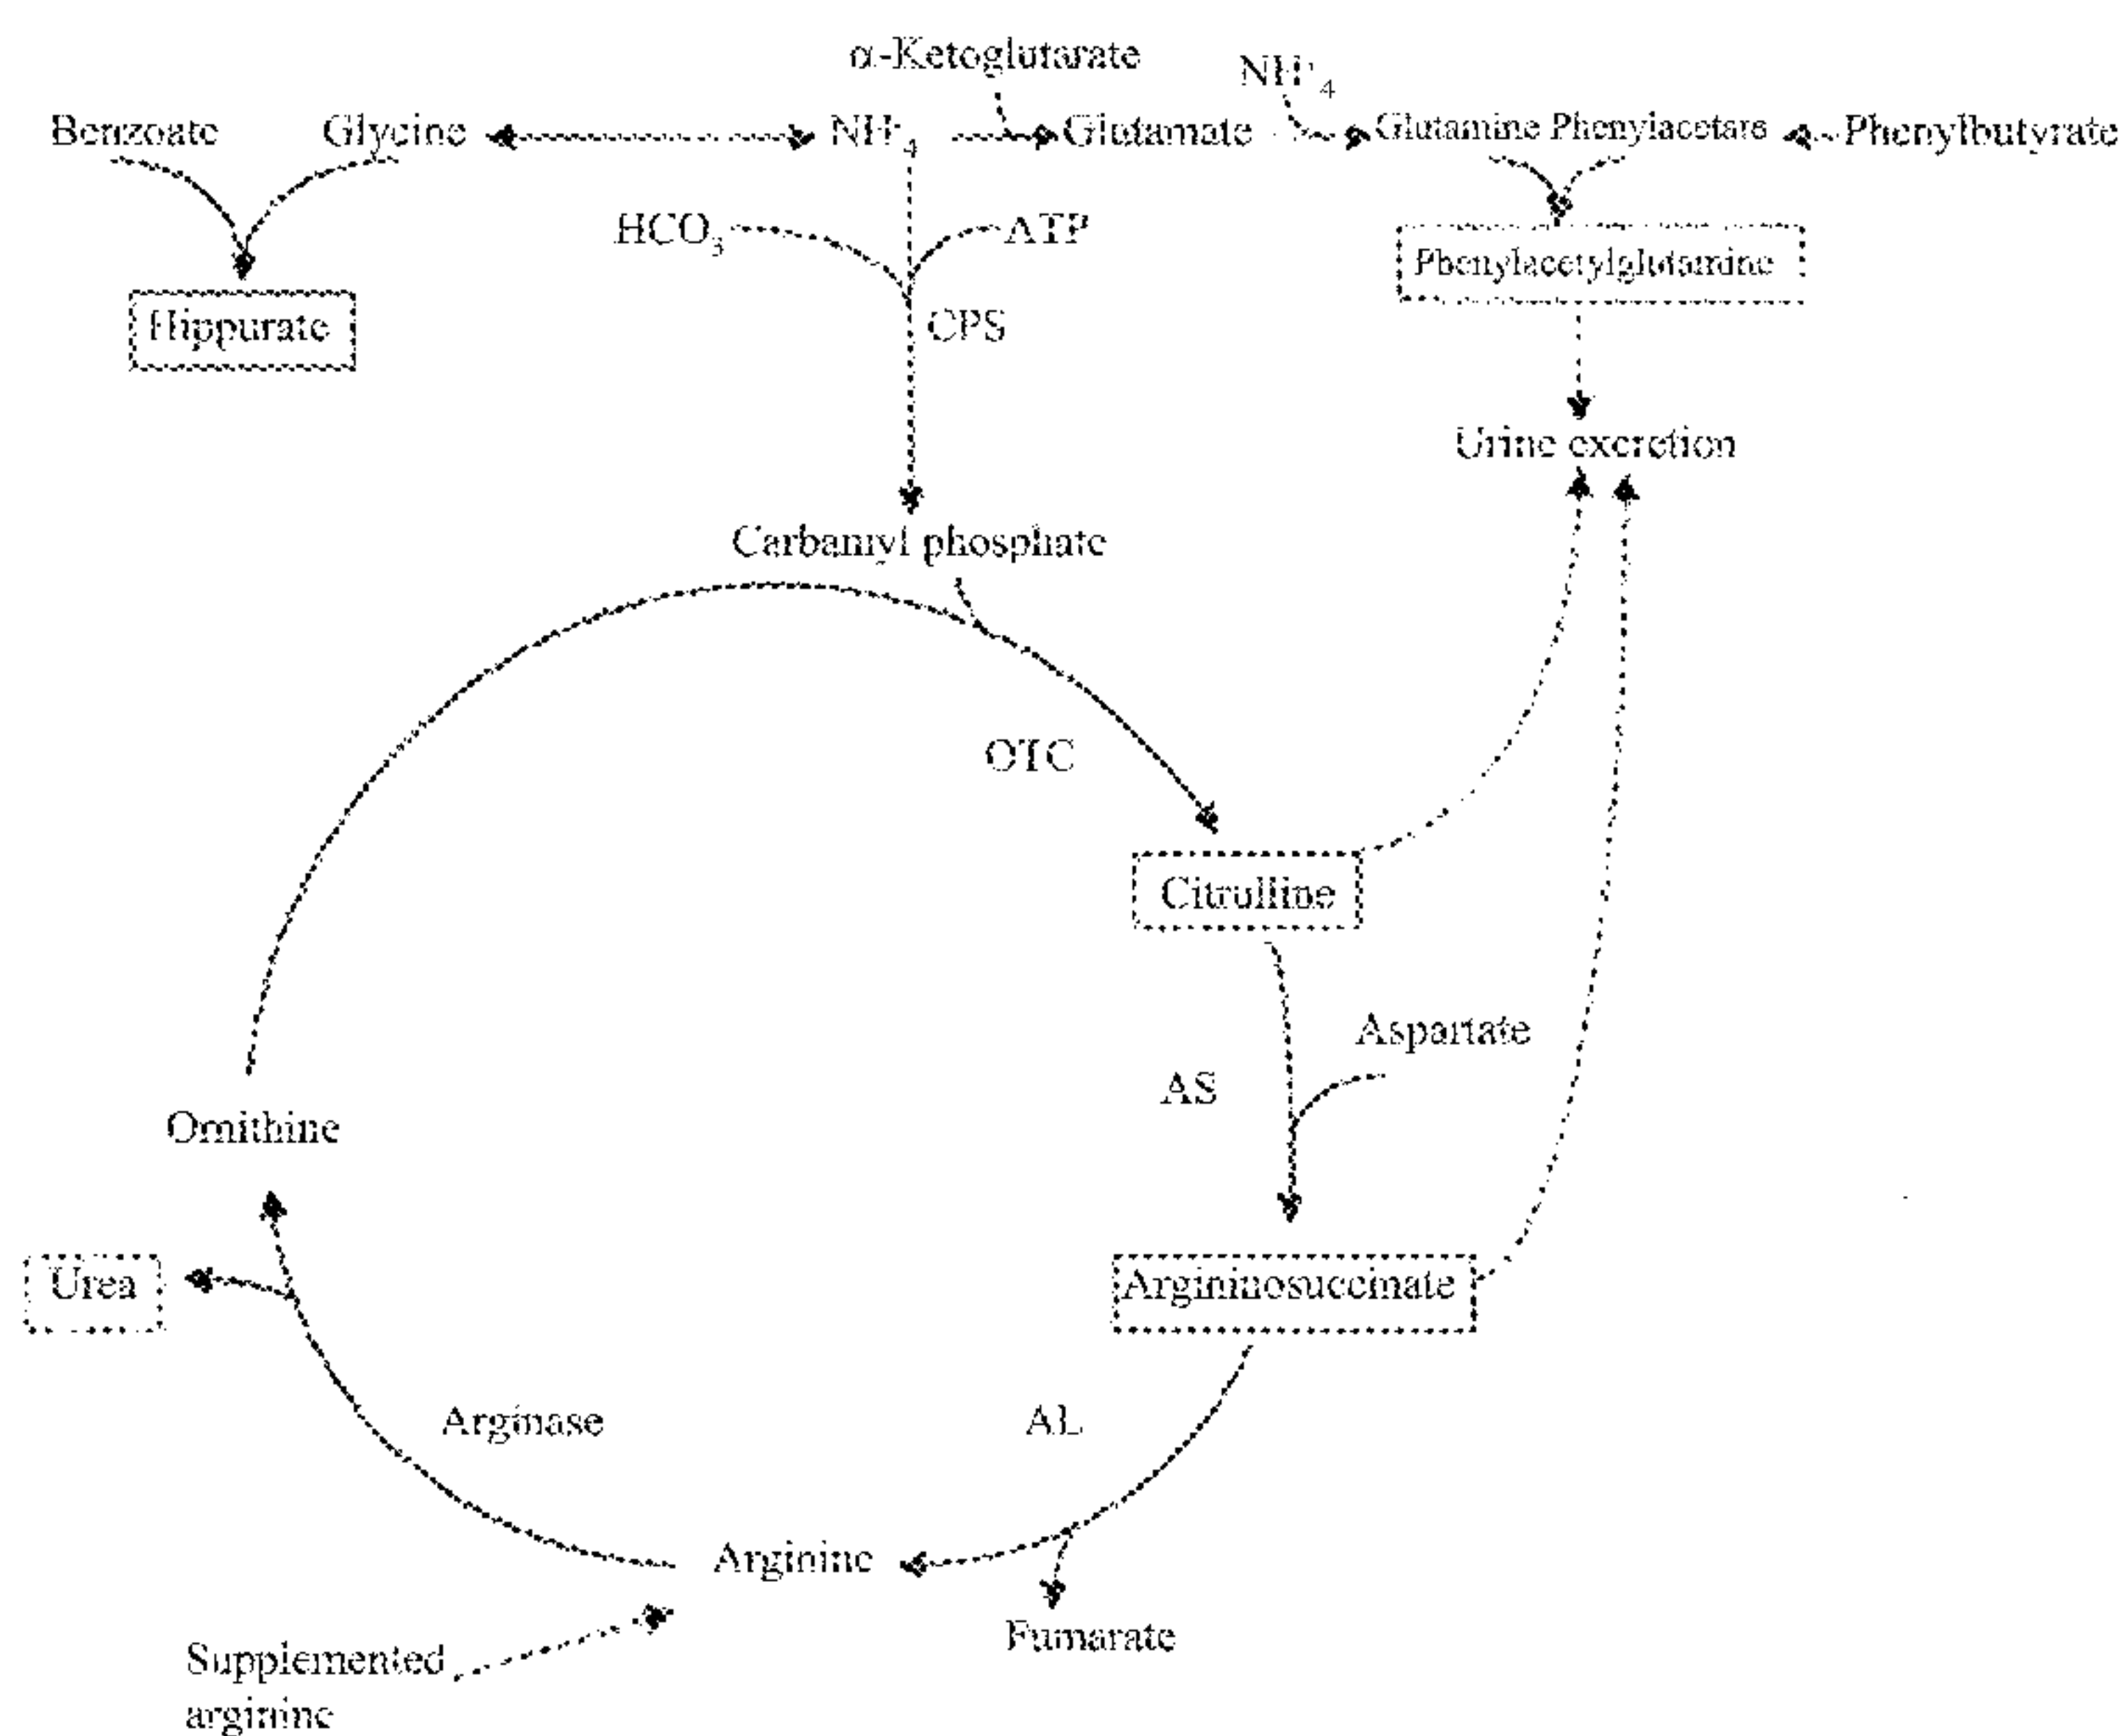 α-Ketoglutarate
NH+4
Benzoate
Glycine
NH+4
Glutamate
Glutamine Phenylacetate
Phenylbutyrate
HCO3
ATP
Phenylacetylglutamine
Hippurate
CPS
Urine excretion
Carbamyl phosphate
OTC
Citrulline
Aspartate
AS
Ornithine
Urea
Argininosuccinate
Arginase
AL
Arginine
Fumarate
Supplemented
arginine